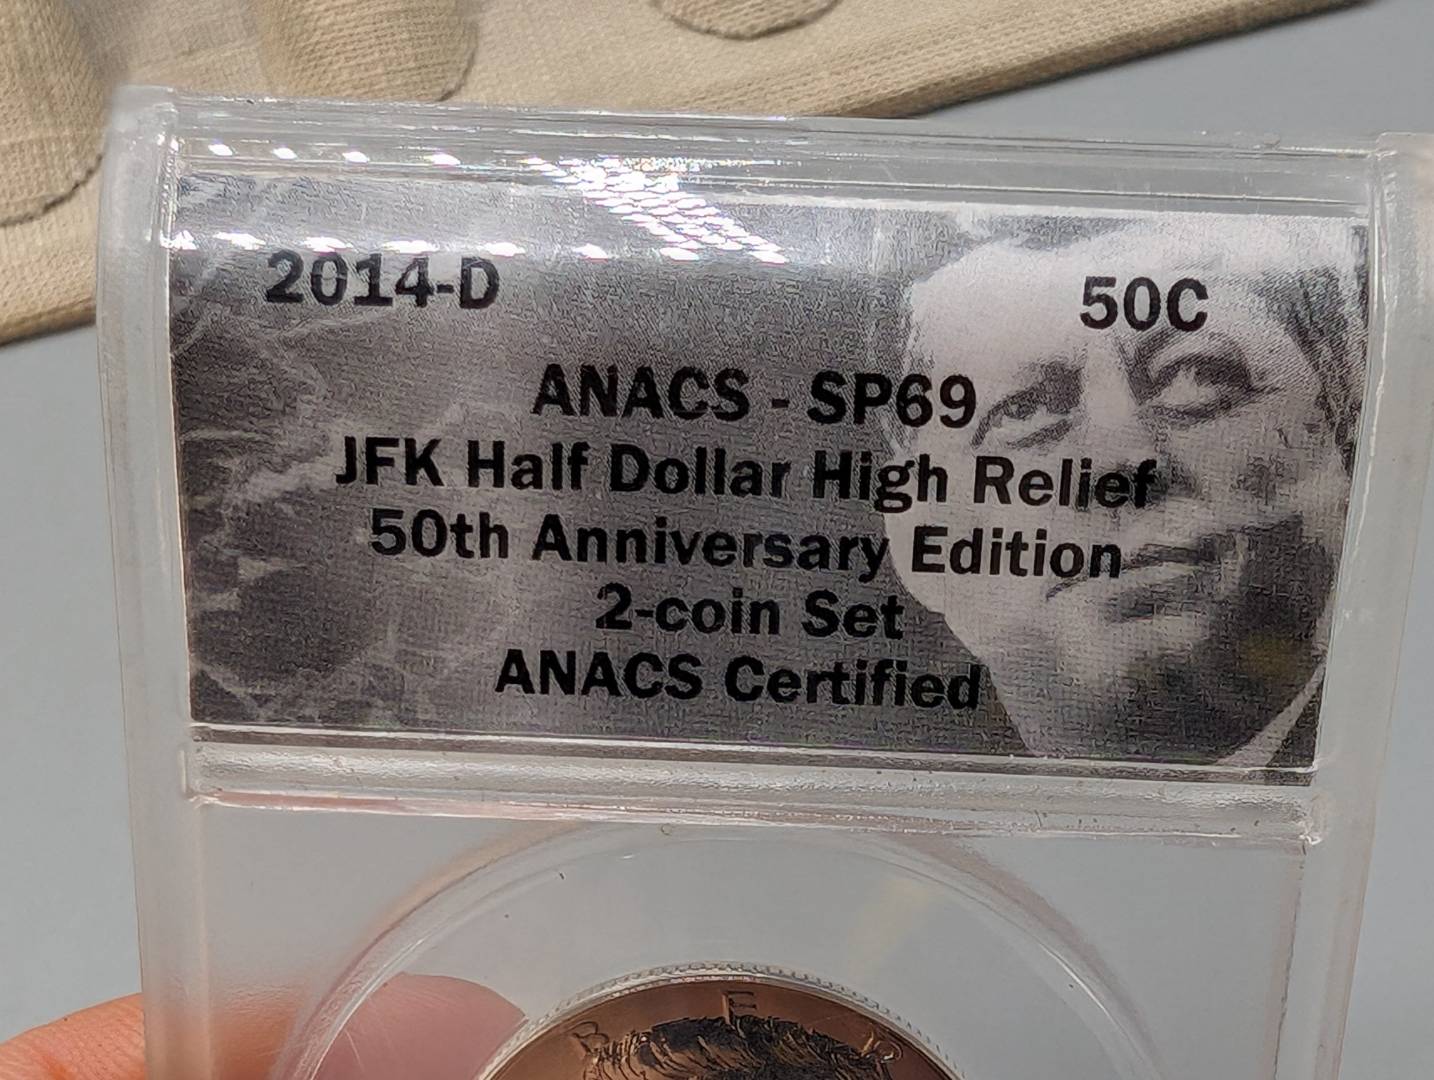 2014-D 50C
ANACS - SP69
JFK Half Dollar High Relief
50th Anniversary Edition
2-coin Set
ANACS Certified